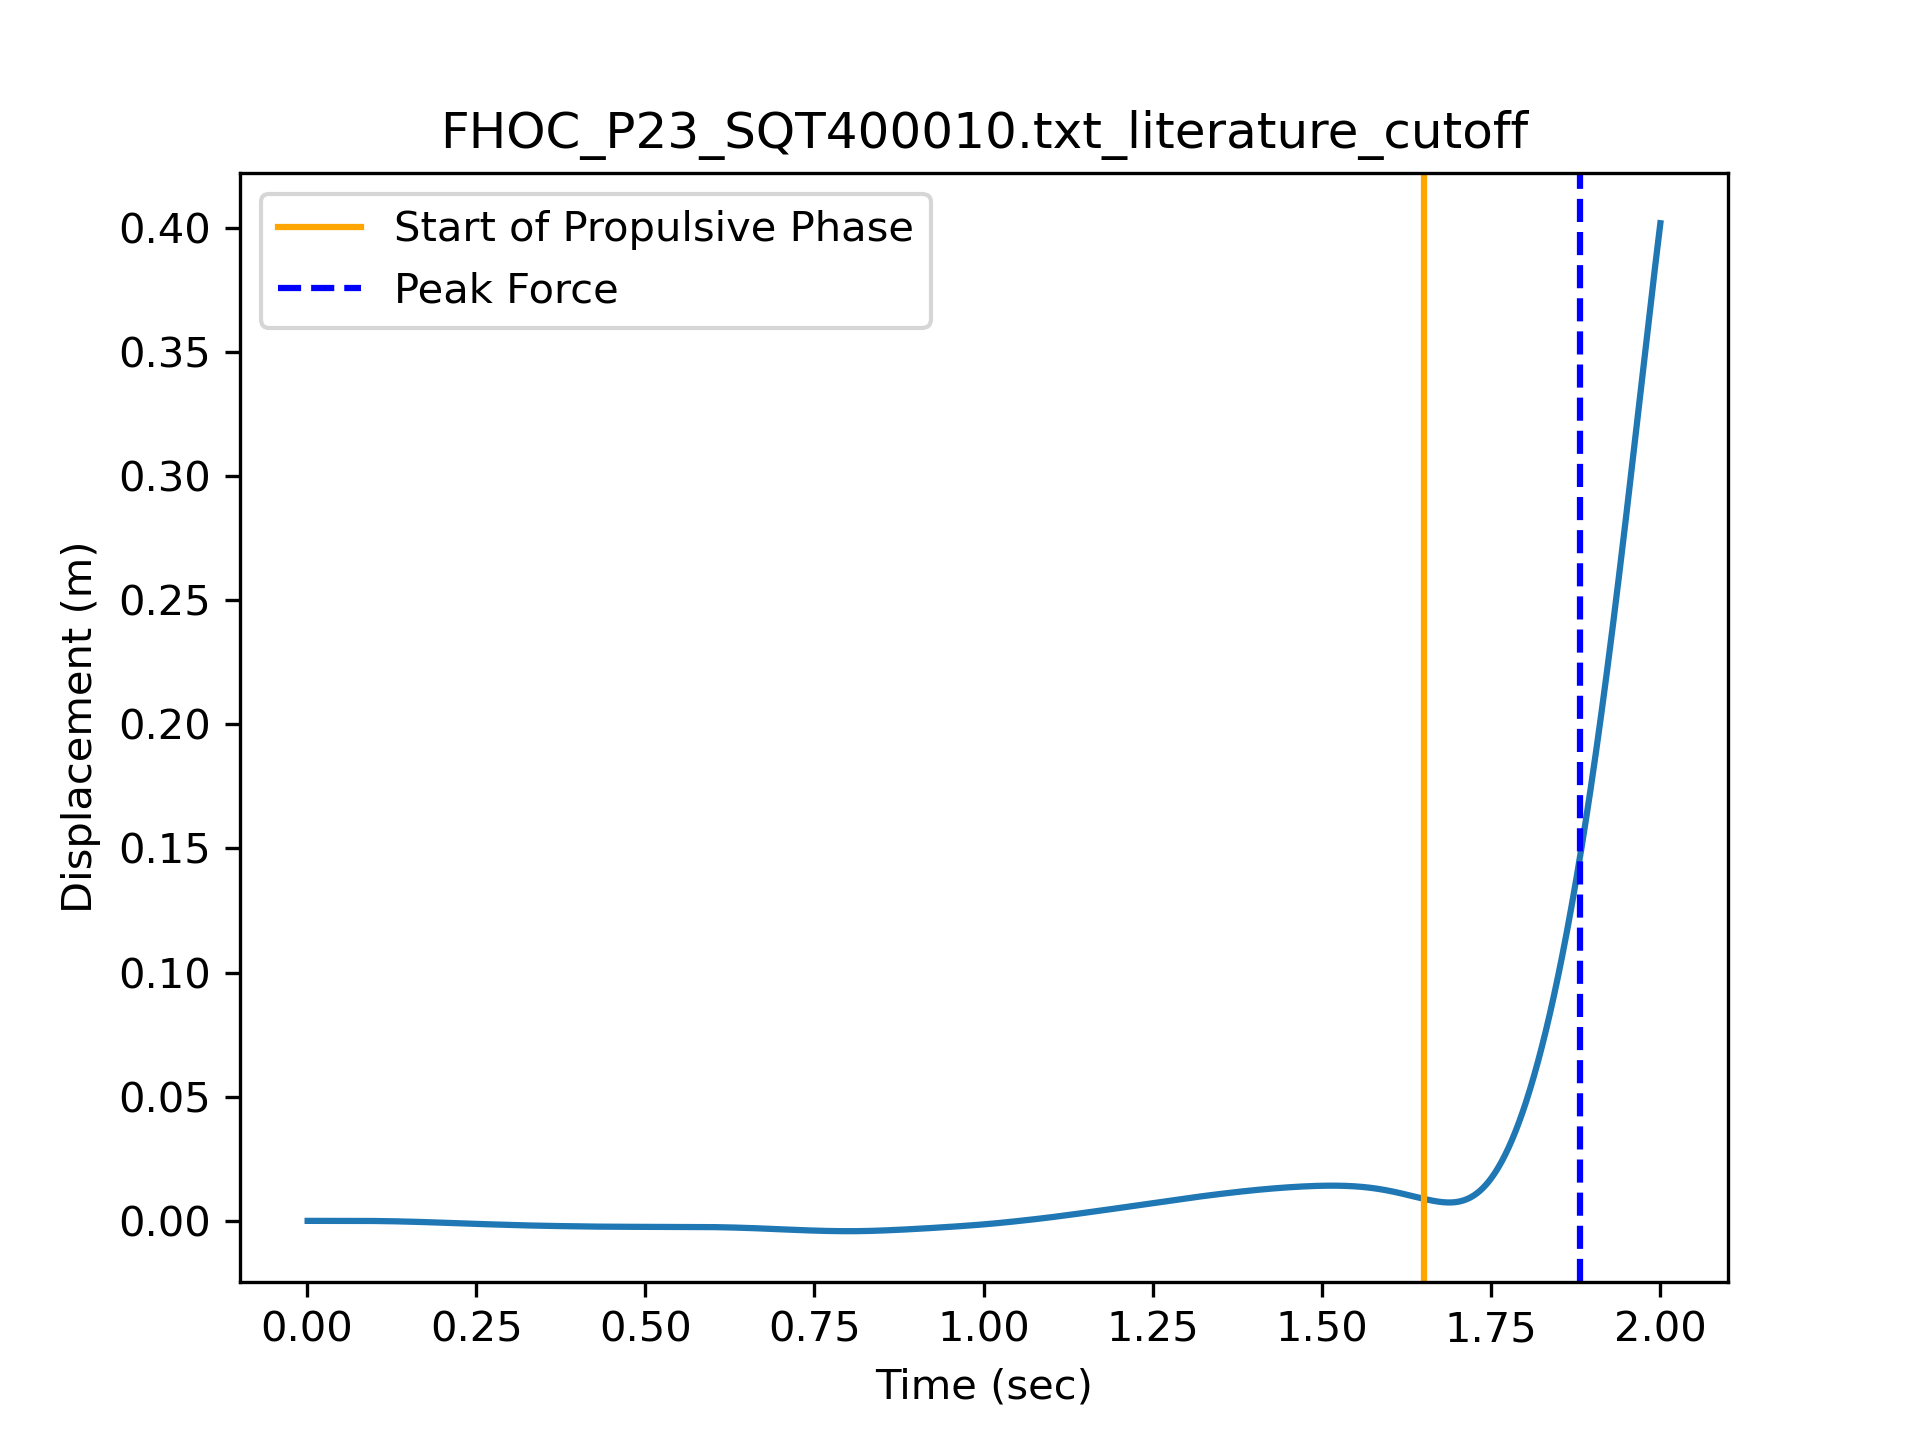 FHOC_P23_SQT400010.txt_literature_cutoff
Start of Propulsive Phase
Peak Force
0.40
0.35
0.30
0.25
0.20
0.15
0.10
0.05
0.00
Displacement (m)
0.00 0.25 0.50 0.75 1.00 1.25 1.50 1.75 2.00
Time (sec)